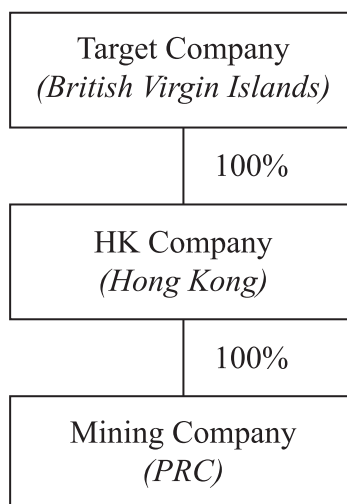 Target Company
(British Virgin Islands)
100%
HK Company
(Hong Kong)
100%
Mining Company
(PRC)